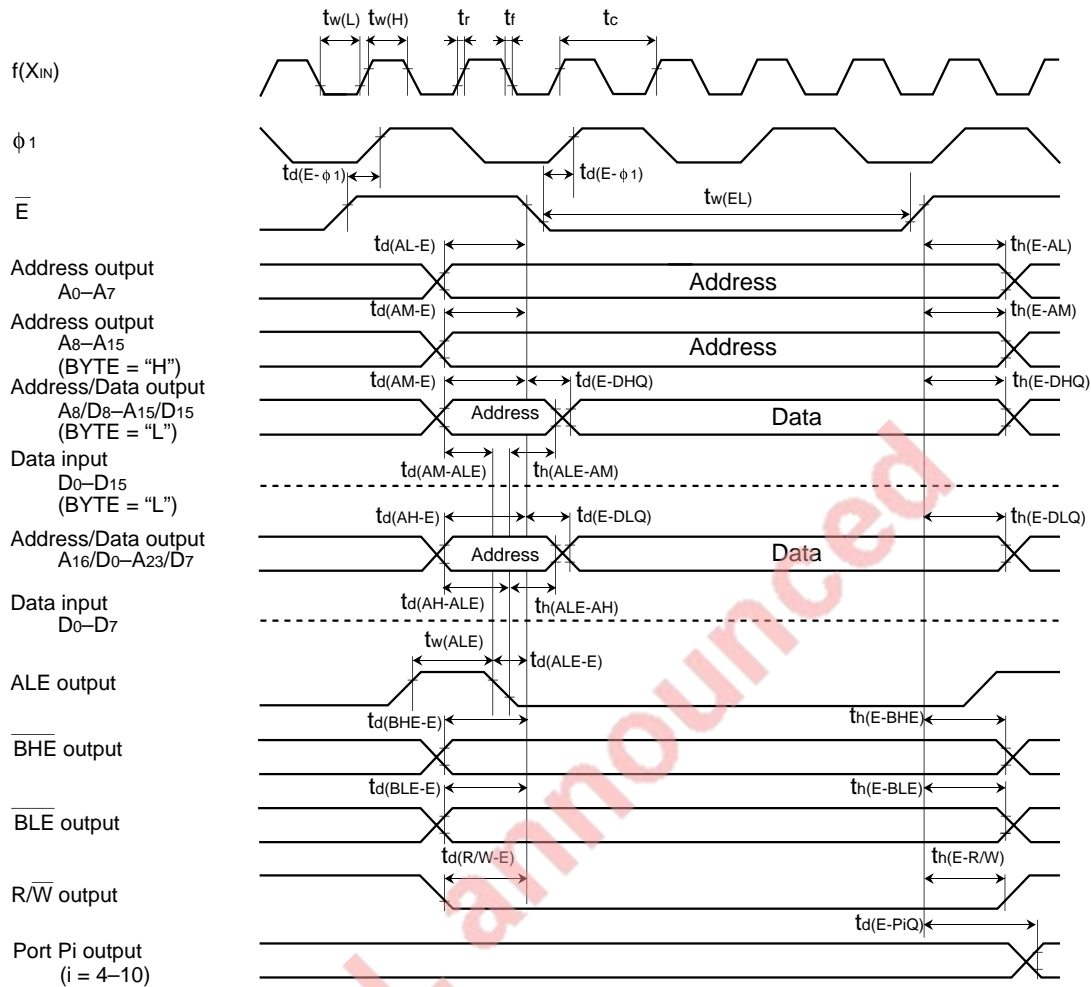 tw(L) tw(H) tr tf tc
f(XIN)
ϕ1
td(E-ϕ1) td(E-ϕ1)
E̅ tw(EL)
td(AL-E) th(E-AL)
Address output
A0–A7 Address
td(AM-E) th(E-AM)
Address output
A8–A15 Address
(BYTE = “H”)
td(AM-E) td(E-DHQ) th(E-DHQ)
Address/Data output
A8/D8–A15/D15 Address Data
(BYTE = “L”)
td(AM-ALE) th(ALE-AM)
Data input
D0–D15
(BYTE = “L”)
td(AH-E) td(E-DLQ) th(E-DLQ)
Address/Data output
A16/D0–A23/D7 Address Data
td(AH-ALE) th(ALE-AH)
Data input
D0–D7
tw(ALE) td(ALE-E)
ALE output
td(BHE-E) th(E-BHE)
B̅H̅E̅ output
td(BLE-E) th(E-BLE)
B̅L̅E̅ output
td(R/W-E) th(E-R/W)
R/W̅ output
td(E-PiQ)
Port Pi output
(i = 4–10)
announced